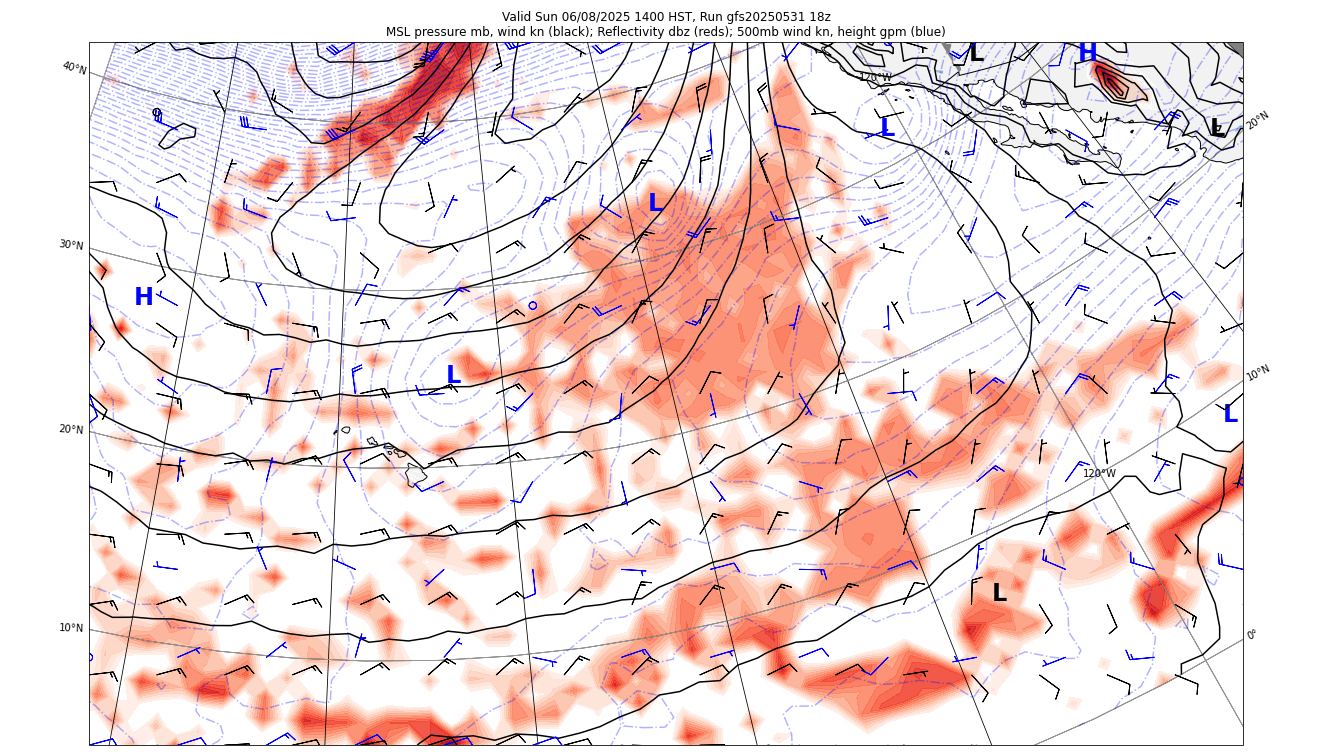 Valid Sun 06/08/2025 1400 HST, Run gfs20250531 18z
MSL pressure mb, wind kn (black); Reflectivity dbz (reds); 500mb wind kn, height gpm (blue)
L
H
40°N
120°W
20°N
L
L
L
30°N
H
10°N
L
L
20°N
120°W
L
10°N
0°